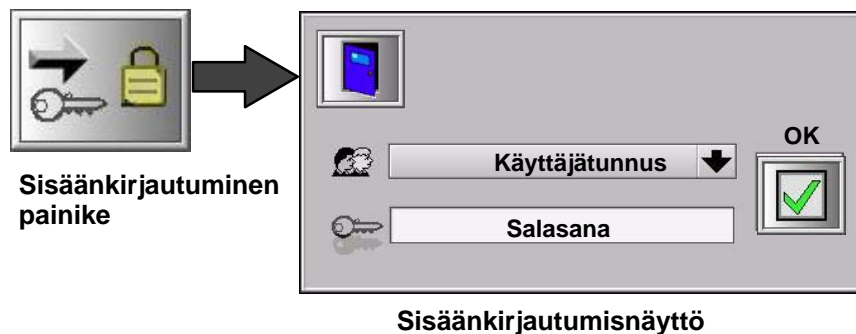 Sisäänkirjautuminen
painike
Käyttäjätunnus
OK
Salasana
Sisäänkirjautumisnäyttö